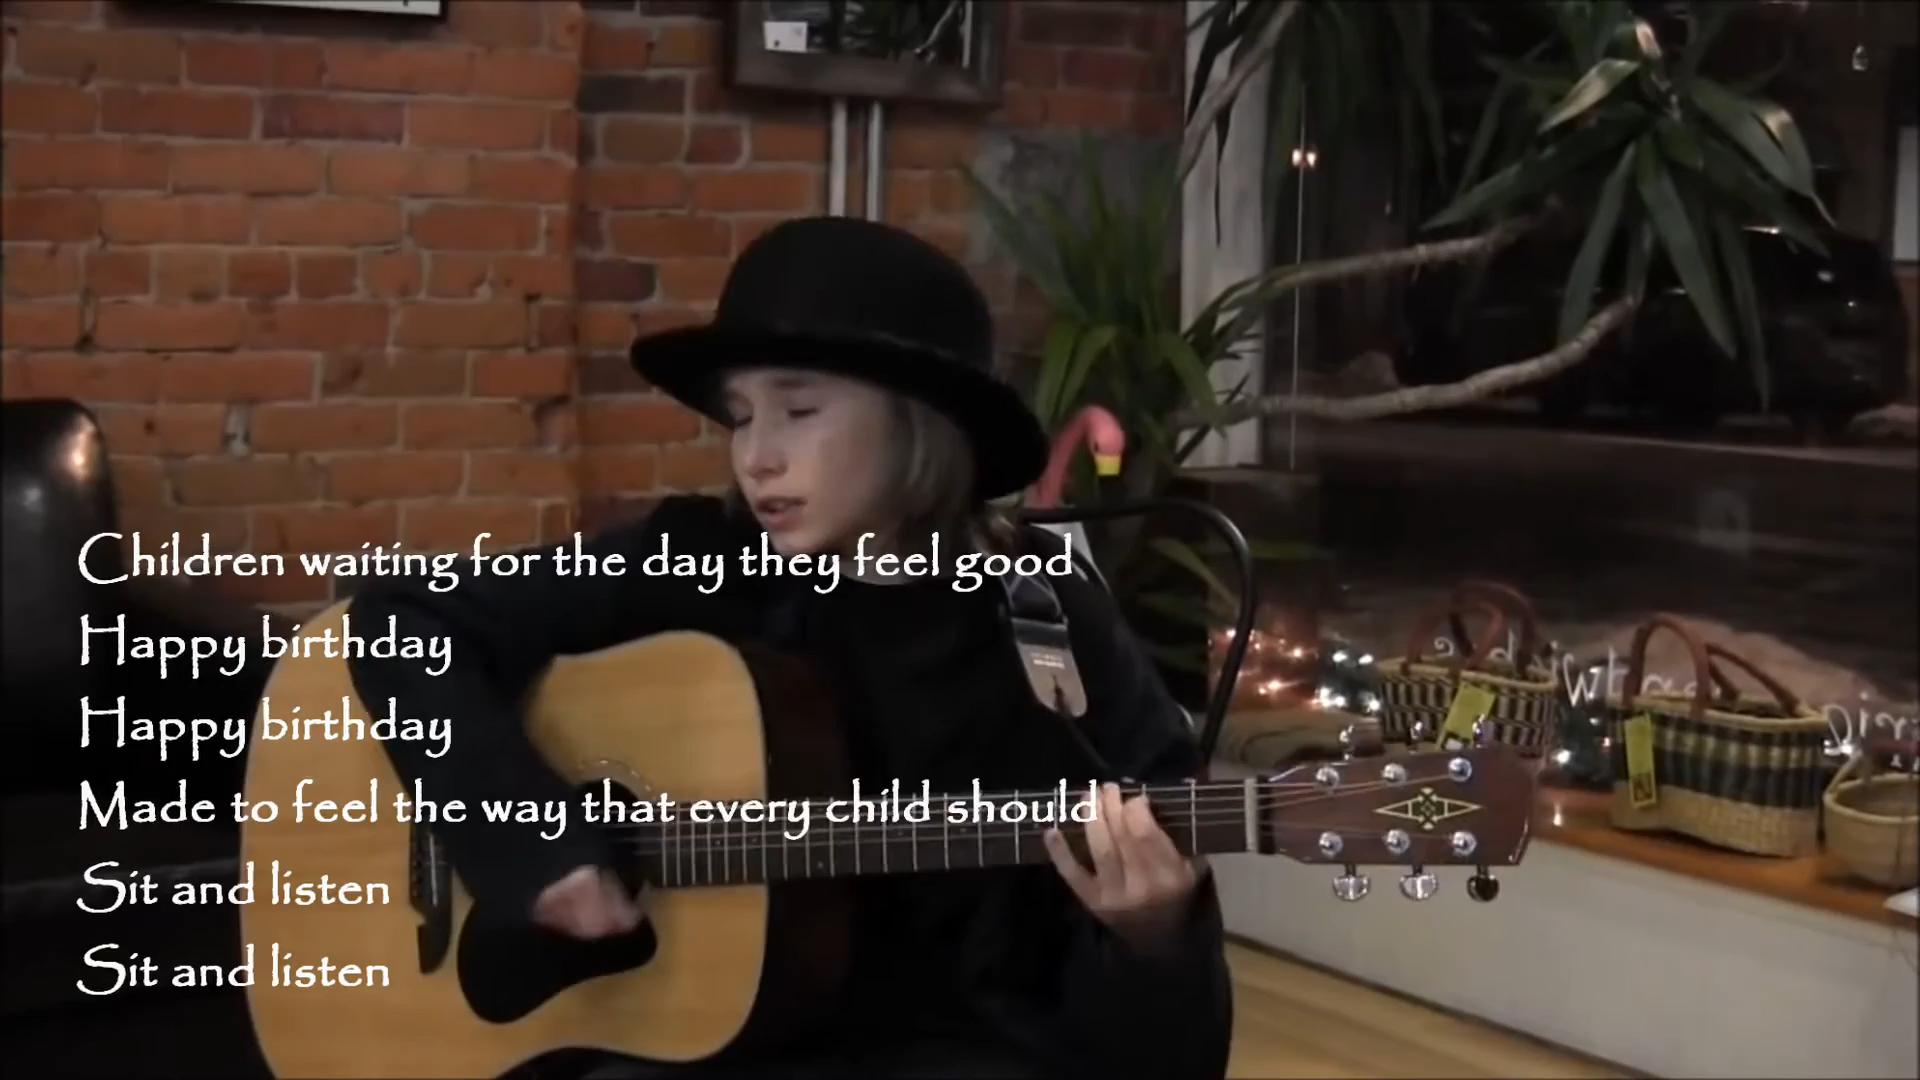 Children waiting for the day they feel good
Happy birthday
Happy birthday
Made to feel the way that every child should
Sit and listen
Sit and listen